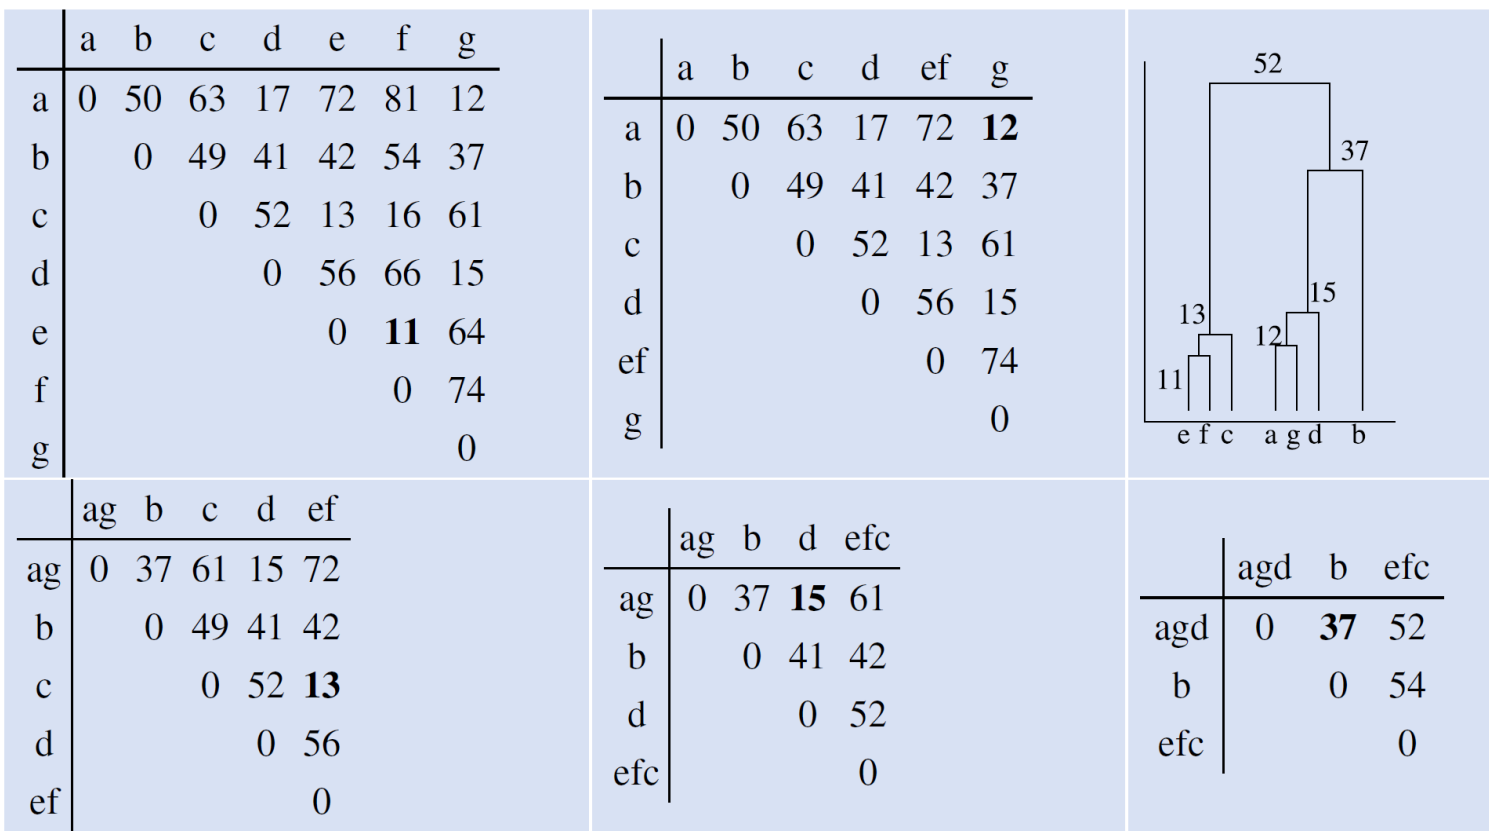 a b c d e f g
a 0 50 63 17 72 81 12
b 0 49 41 42 54 37
c 0 52 13 16 61
d 0 56 66 15
e 0 11 64
f 0 74
g 0
a b c d ef g
a 0 50 63 17 72 12
b 0 49 41 42 37
c 0 52 13 61
d 0 56 15
ef 0 74
g 0
52
37
15
13
12
11
e f c a g d b
ag b c d ef
ag 0 37 61 15 72
b 0 49 41 42
c 0 52 13
d 0 56
ef 0
ag b d efc
ag 0 37 15 61
b 0 41 42
d 0 52
efc 0
agd b efc
agd 0 37 52
b 0 54
efc 0